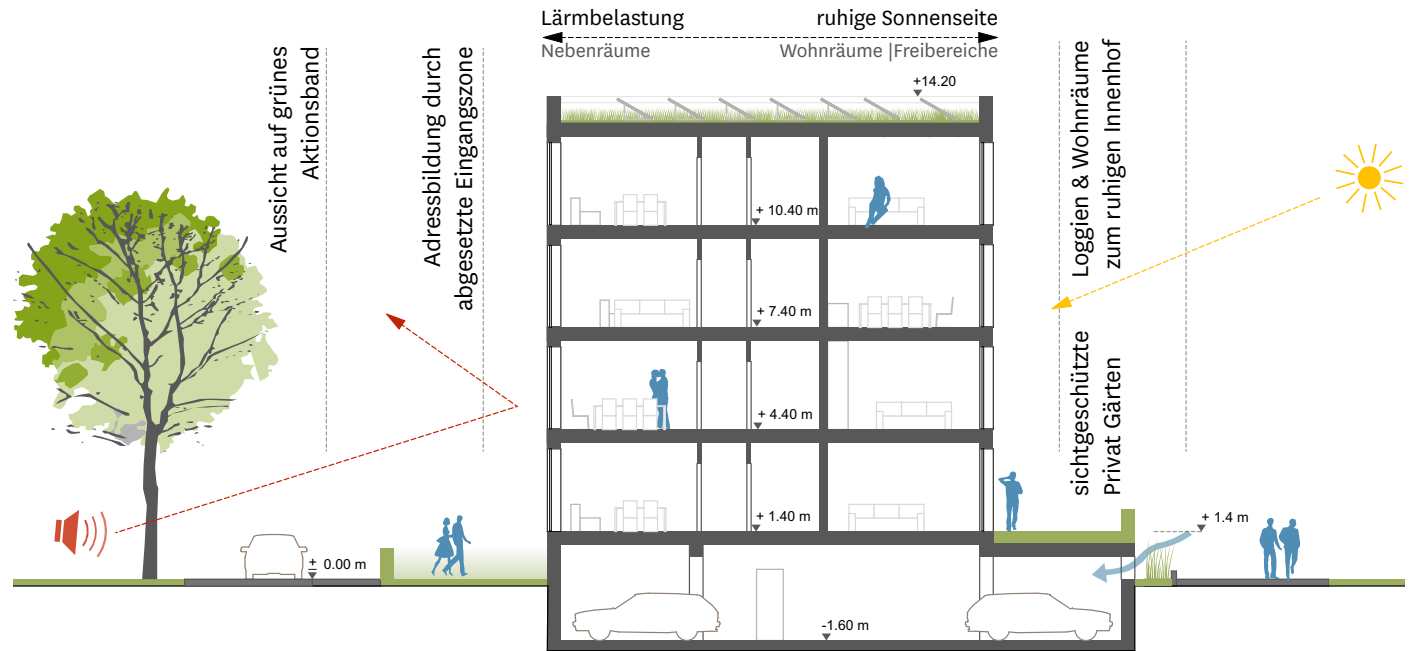 Lärmbelastung
ruhige Sonnenseite
Nebenräume
Wohnräume |Freibereiche
Aussicht auf grünes
Aktionsband
Adressbildung durch
abgesetzte Eingangszone
Loggien & Wohnräume
zum ruhigen Innenhof
sichtgeschützte
Privat Gärten
+14.20
+ 10.40 m
+ 7.40 m
+ 4.40 m
+ 1.40 m
+ 1.4 m
± 0.00 m
-1.60 m